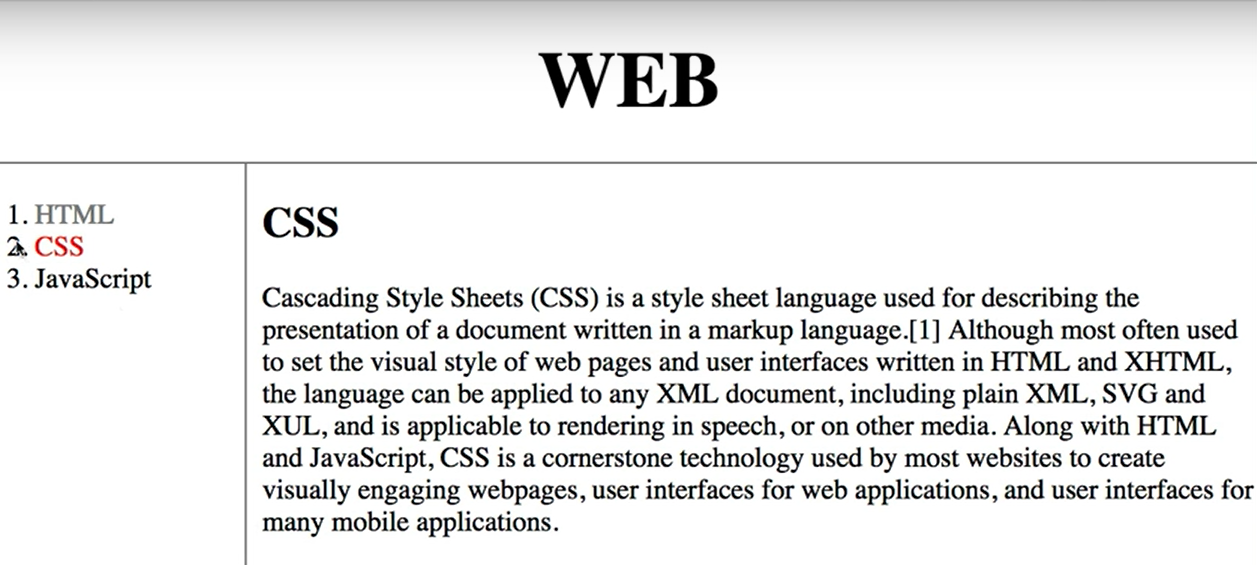 WEB
1. HTML
2. CSS
3. JavaScript
CSS
Cascading Style Sheets (CSS) is a style sheet language used for describing the
presentation of a document written in a markup language.[1] Although most often used
to set the visual style of web pages and user interfaces written in HTML and XHTML,
the language can be applied to any XML document, including plain XML, SVG and
XUL, and is applicable to rendering in speech, or on other media. Along with HTML
and JavaScript, CSS is a cornerstone technology used by most websites to create
visually engaging webpages, user interfaces for web applications, and user interfaces for
many mobile applications.